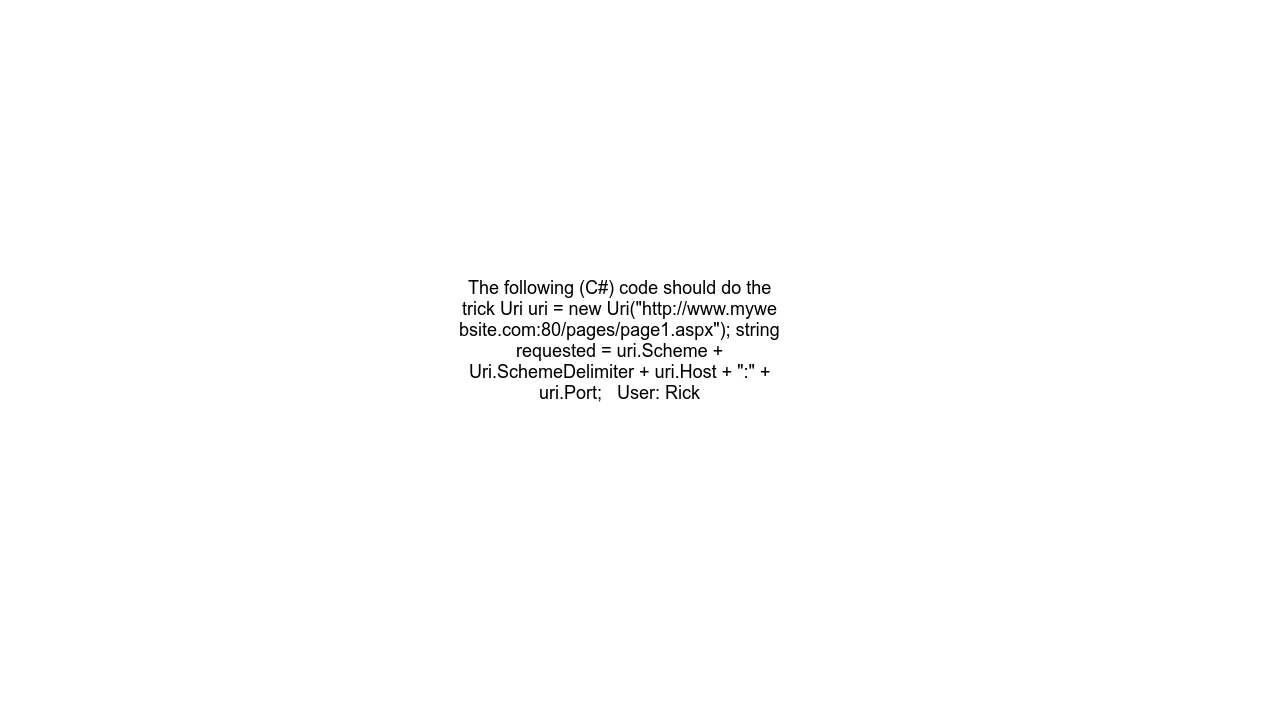 The following (C#) code should do the
trick Uri uri = new Uri("http://www.mywe
bsite.com:80/pages/page1.aspx"); string
requested = uri.Scheme +
Uri.SchemeDelimiter + uri.Host + ":" +
uri.Port;   User: Rick